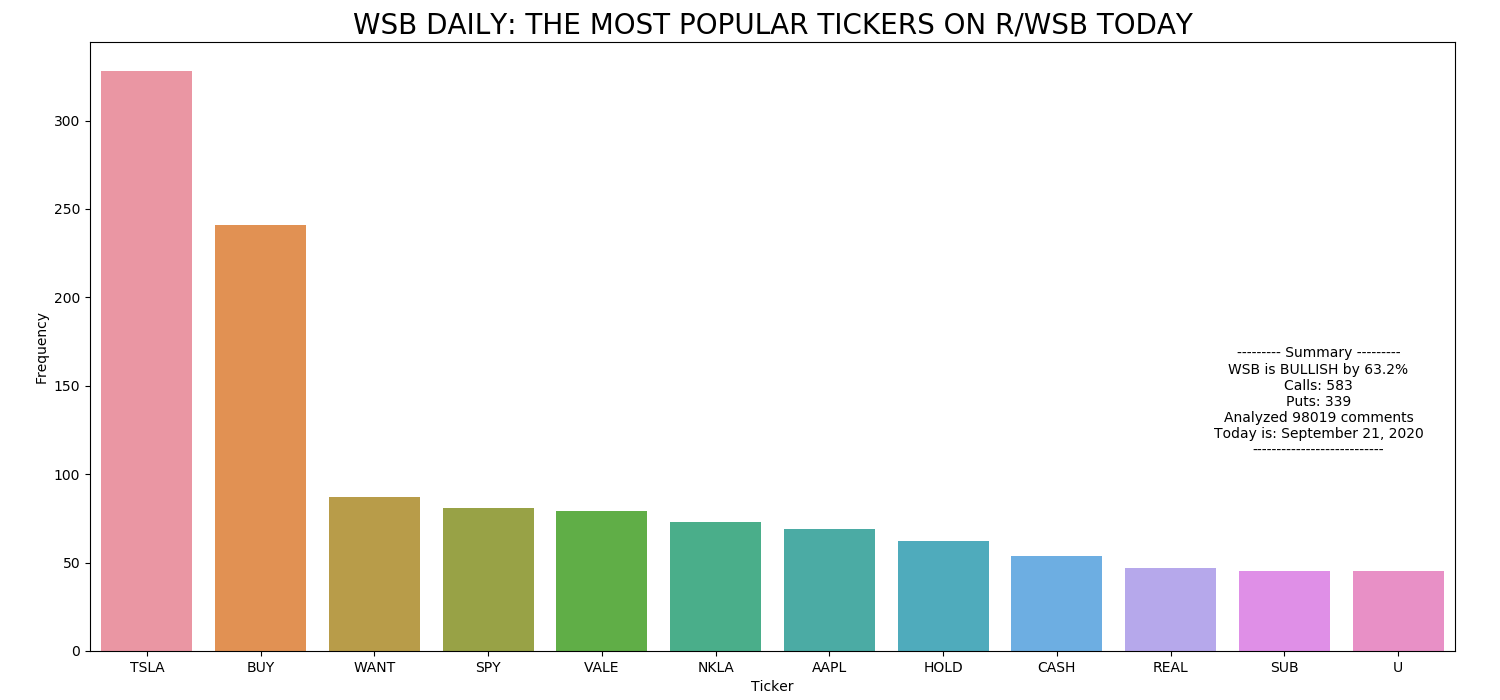 WSB DAILY: THE MOST POPULAR TICKERS ON R/WSB TODAY
Frequency
300
250
200
150
100
50
0
--------- Summary ---------
WSB is BULLISH by 63.2%
Calls: 583
Puts: 339
Analyzed 98019 comments
Today is: September 21, 2020
---------------------------
TSLA BUY WANT SPY VALE NKLA AAPL HOLD CASH REAL SUB U
Ticker